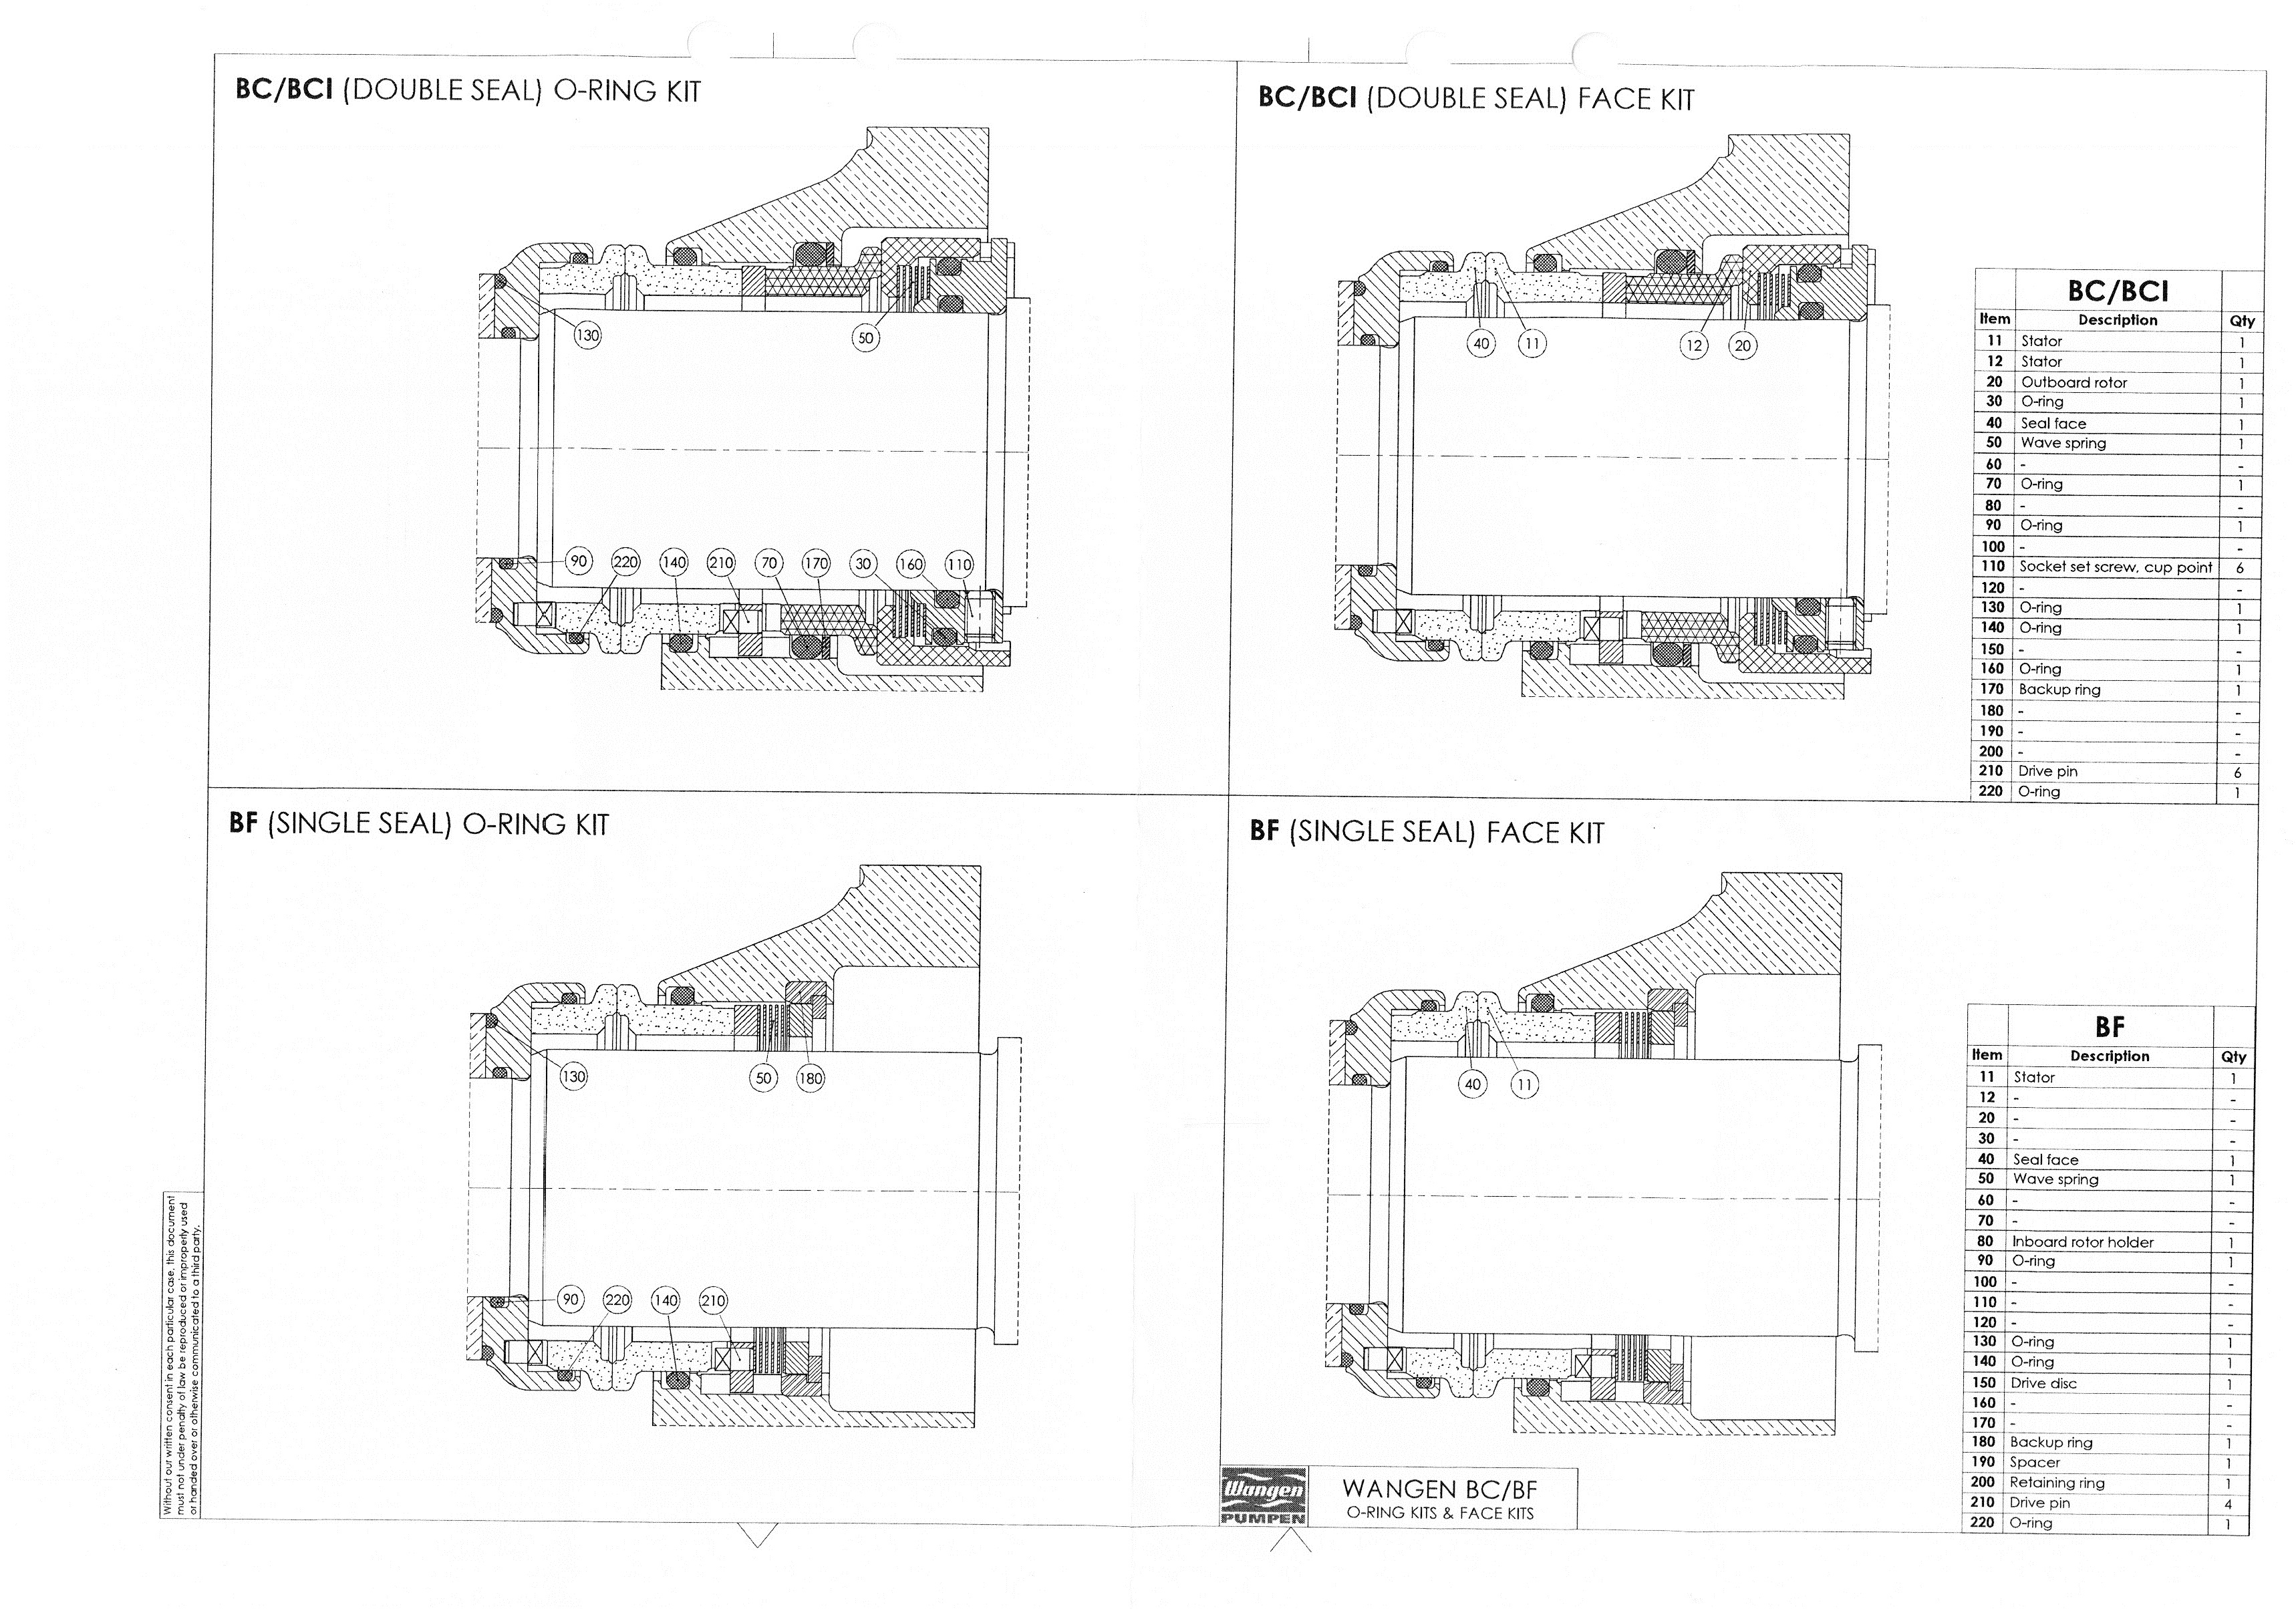 BC/BCI (DOUBLE SEAL) O-RING KIT
130
50
90 220 140 210 70 170 30 160 110
BC/BCI (DOUBLE SEAL) FACE KIT
40 11 12 20
BC/BCI
Item Description Qty
11 Stator 1
12 Stator 1
20 Outboard rotor 1
30 O-ring 1
40 Seal face 1
50 Wave spring 1
60 - -
70 O-ring 1
80 - -
90 O-ring 1
100 - -
110 Socket set screw, cup point 6
120 - -
130 O-ring 1
140 O-ring 1
150 - -
160 O-ring 1
170 Backup ring 1
180 - -
190 - -
200 - -
210 Drive pin 6
220 O-ring 1
BF (SINGLE SEAL) O-RING KIT
130 50 180
90 220 140 210
BF (SINGLE SEAL) FACE KIT
40 11
BF
Item Description Qty
11 Stator 1
12 - -
20 - -
30 - -
40 Seal face 1
50 Wave spring 1
60 - -
70 - -
80 Inboard rotor holder 1
90 O-ring 1
100 - -
110 - -
120 - -
130 O-ring 1
140 O-ring 1
150 Drive disc 1
160 - -
170 - -
180 Backup ring 1
190 Spacer 1
200 Retaining ring 1
210 Drive pin 4
220 O-ring 1
Without our written consent in each particular case, this document
must not under penalty of law be reproduced or improperly used
or handed over or otherwise communicated to a third party.
Wangen
PUMPEN
WANGEN BC/BF
O-RING KITS & FACE KITS